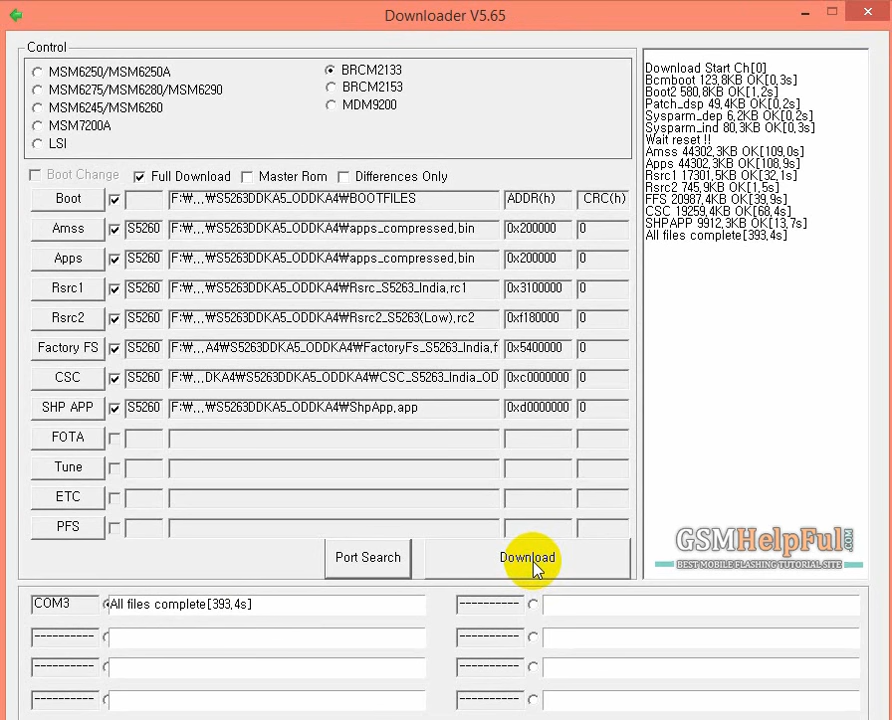 Downloader V5.65
Control
MSM6250/MSM6250A
MSM6275/MSM6280/MSM6290
MSM6245/MSM6260
MSM7200A
LSI
BRCM2133
BRCM2153
MDM9200
Boot Change Full Download Master Rom Differences Only
Boot F:₩,,,₩S5263DDKA5_ODDKA4₩BOOTFILES ADDR(h) CRC(h)
Amss S5260 F:₩,,,₩S5263DDKA5_ODDKA4₩apps_compressed,bin 0x200000 0
Apps S5260 F:₩,,,₩S5263DDKA5_ODDKA4₩apps_compressed,bin 0x200000 0
Rsrc1 S5260 F:₩,,,₩S5263DDKA5_ODDKA4₩Rsrc_S5263_India,rc1 0x3100000 0
Rsrc2 S5260 F:₩,,,₩S5263DDKA5_ODDKA4₩Rsrc2_S5263(Low),rc2 0xf180000 0
Factory FS S5260 F:₩,,,A4₩S5263DDKA5_ODDKA4₩FactoryFs_S5263_India,f 0x5400000 0
CSC S5260 F:₩,,,DKA4₩S5263DDKA5_ODDKA4₩CSC_S5263_India_OD 0xc0000000 0
SHP APP S5260 F:₩,,,₩S5263DDKA5_ODDKA4₩ShpApp,app 0xd0000000 0
FOTA
Tune
ETC
PFS
Port Search Download
Download Start Ch[0]
Bcmboot 123,8KB OK[0,3s]
Boot2 580,8KB OK[1,2s]
Patch_dsp 49,4KB OK[0,2s]
Sysparm_dep 6,2KB OK[0,2s]
Sysparm_ind 80,3KB OK[0,3s]
Wait reset !!
Amss 44302,3KB OK[109,0s]
Apps 44302,3KB OK[108,9s]
Rsrc1 17301,5KB OK[32,1s]
Rsrc2 745,9KB OK[1,5s]
FFS 20987,4KB OK[39,9s]
CSC 19259,4KB OK[68,4s]
SHPAPP 9912,3KB OK[13,7s]
All files complete[393,4s]
GSMHelpFul.COM
BEST MOBILE FLASHING TUTORIAL SITE
COM3 All files complete[393,4s] ----------
---------- ----------
---------- ----------
---------- ----------